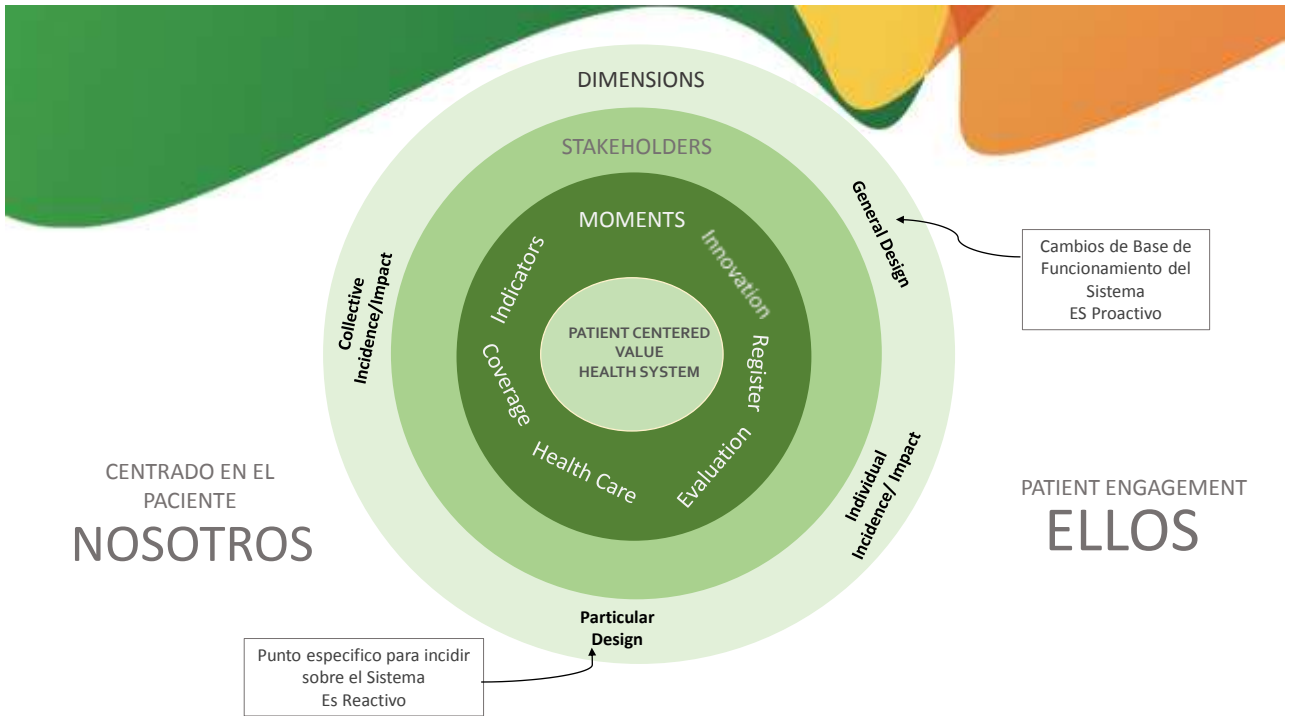 DIMENSIONS
STAKEHOLDERS
MOMENTS
Innovation
Register
Evaluation
Health Care
Coverage
Indicators
PATIENT CENTERED
VALUE
HEALTH SYSTEM
General Design
Individual
Incidence/ Impact
Particular
Design
Collective
Incidence/Impact
Cambios de Base de
Funcionamiento del
Sistema
ES Proactivo
Punto especifico para incidir
sobre el Sistema
Es Reactivo
CENTRADO EN EL
PACIENTE
NOSOTROS
PATIENT ENGAGEMENT
ELLOS